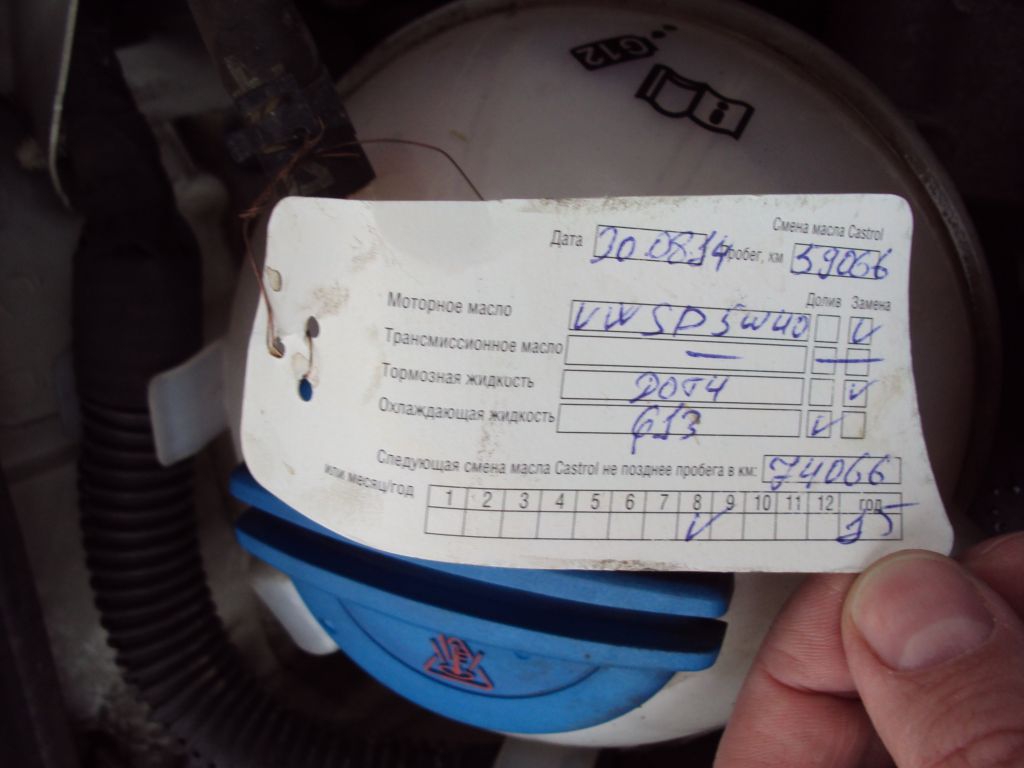 G12
i
Смена масла Castrol
Дата 30.08.14 Пробег, км 59066
Долив Замена
Моторное масло VW SP 5W40 V
Трансмиссионное масло — —
Тормозная жидкость DOT4 V
Охлаждающая жидкость G13 V
Следующая смена масла Castrol не позднее пробега в км: 74066
или месяц/год 1 2 3 4 5 6 7 8 9 10 11 12 год
V 15